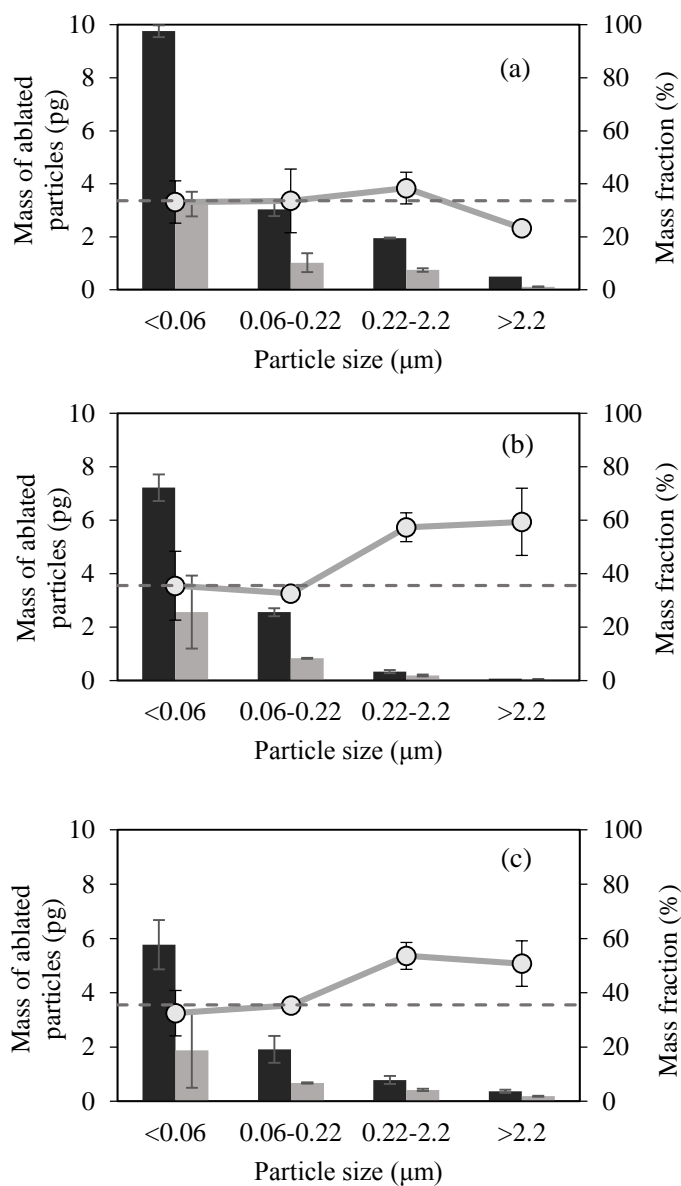 (a)
Mass of ablated
particles (pg)
10
8
6
4
2
0
Mass fraction (%)
100
80
60
40
20
0
<0.06 0.06-0.22 0.22-2.2 >2.2
Particle size (μm)
(b)
Mass of ablated
particles (pg)
10
8
6
4
2
0
Mass fraction (%)
100
80
60
40
20
0
<0.06 0.06-0.22 0.22-2.2 >2.2
Particle size (μm)
(c)
Mass of ablated
particles (pg)
10
8
6
4
2
0
Mass fraction (%)
100
80
60
40
20
0
<0.06 0.06-0.22 0.22-2.2 >2.2
Particle size (μm)